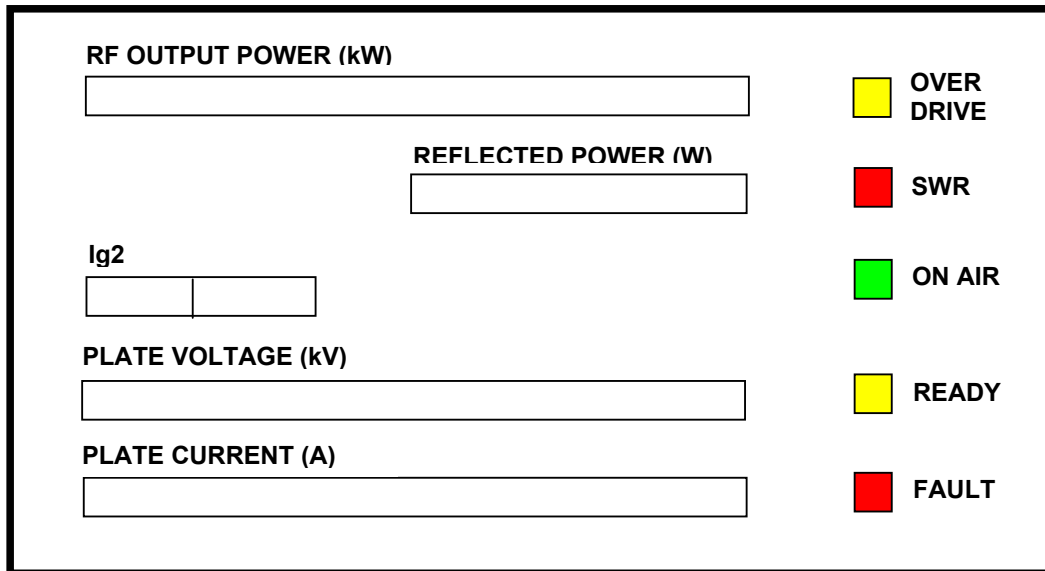 RF OUTPUT POWER (kW)
OVER
DRIVE
REFLECTED POWER (W)
SWR
Ig2
ON AIR
PLATE VOLTAGE (kV)
READY
PLATE CURRENT (A)
FAULT